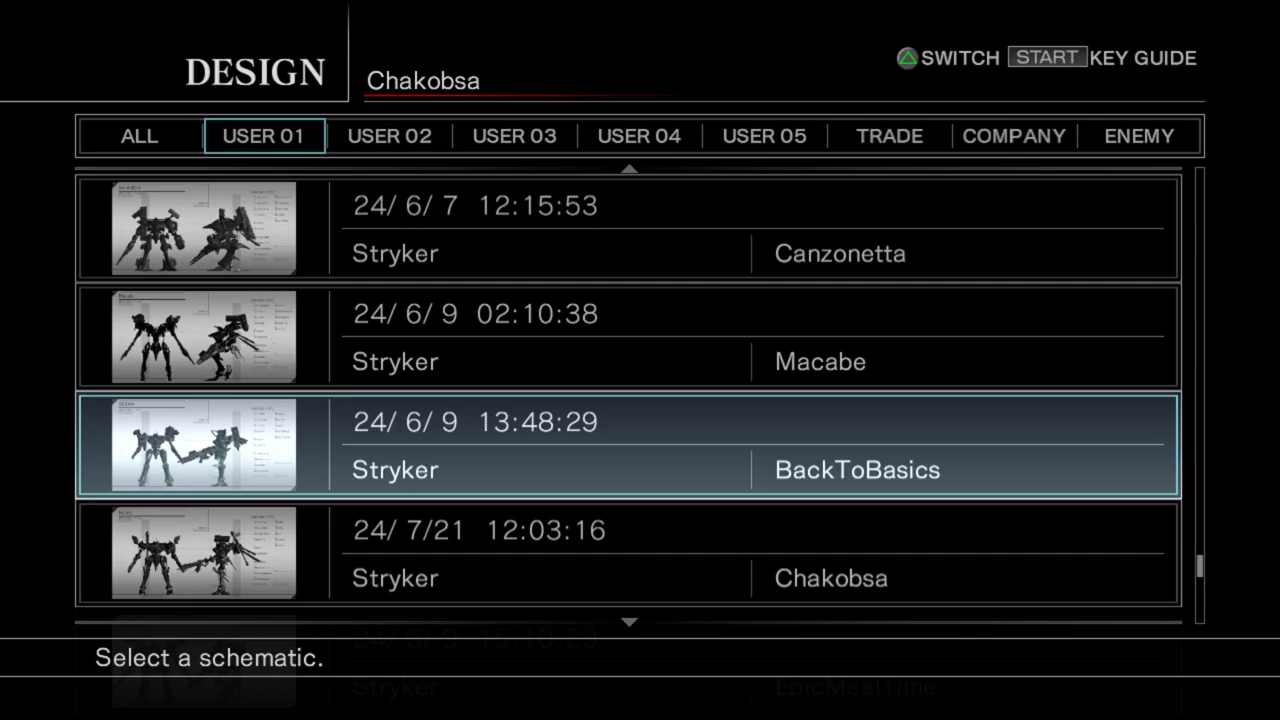 DESIGN
Chakobsa
SWITCH START KEY GUIDE
ALL USER 01 USER 02 USER 03 USER 04 USER 05 TRADE COMPANY ENEMY
24/ 6/ 7 12:15:53
Stryker Canzonetta
24/ 6/ 9 02:10:38
Stryker Macabe
24/ 6/ 9 13:48:29
Stryker BackToBasics
24/ 7/21 12:03:16
Stryker Chakobsa
Select a schematic.
Stryker EpicMealTime